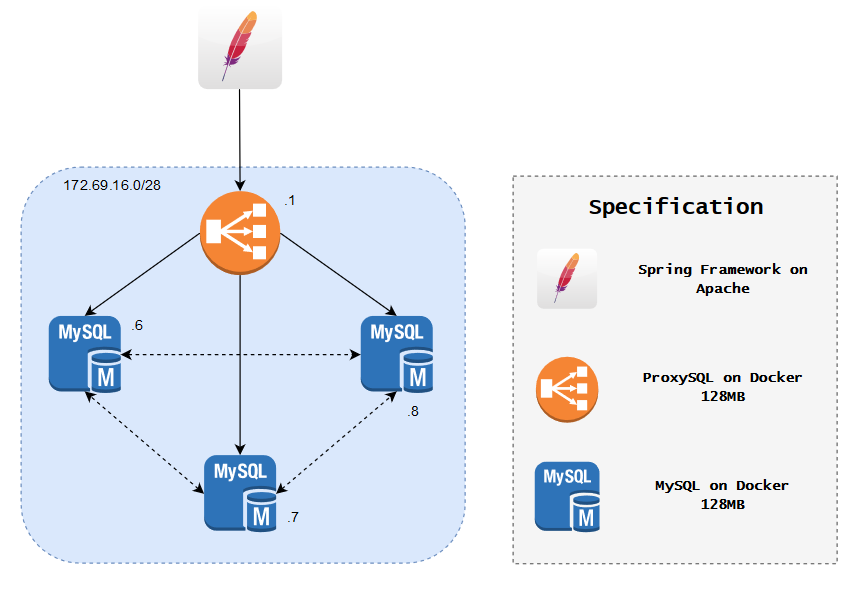 172.69.16.0/28
.1
MySQL
M
.6
MySQL
M
.8
MySQL
M
.7
Specification
Spring Framework on
Apache
ProxySQL on Docker
128MB
MySQL
M
MySQL on Docker
128MB